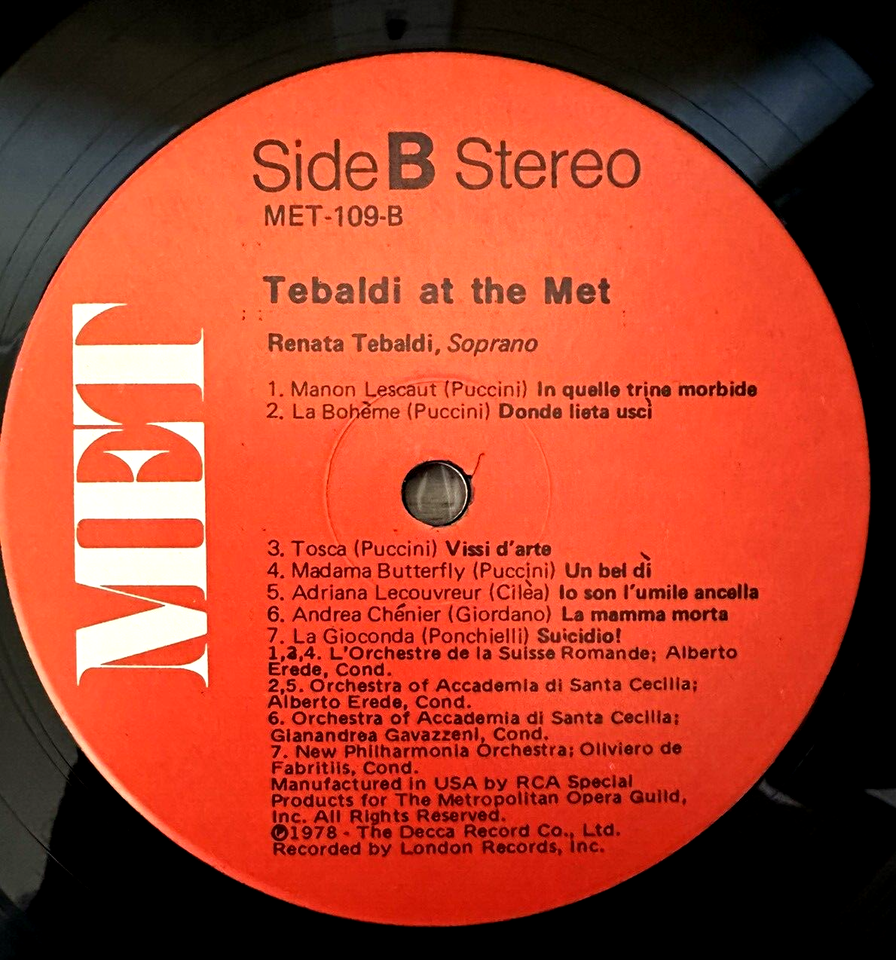 Side B Stereo
MET-109-B
Tebaldi at the Met
Renata Tebaldi, Soprano
1. Manon Lescaut (Puccini) In quelle trine morbide
2. La Bohème (Puccini) Donde lieta uscì
MET
3. Tosca (Puccini) Vissi d'arte
4. Madama Butterfly (Puccini) Un bel dì
5. Adriana Lecouvreur (Cilèa) Io son l'umile ancella
6. Andrea Chénier (Giordano) La mamma morta
7. La Gioconda (Ponchielli) Suicidio!
1,3,4. L'Orchestre de la Suisse Romande; Alberto
Erede, Cond.
2,5. Orchestra of Accademia di Santa Cecilia;
Alberto Erede, Cond.
6. Orchestra of Accademia di Santa Cecilia;
Gianandrea Gavazzeni, Cond.
7. New Philharmonia Orchestra; Oliviero de
Fabritiis, Cond.
Manufactured in USA by RCA Special
Products for The Metropolitan Opera Guild,
Inc. All Rights Reserved.
℗1978 - The Decca Record Co., Ltd.
Recorded by London Records, Inc.